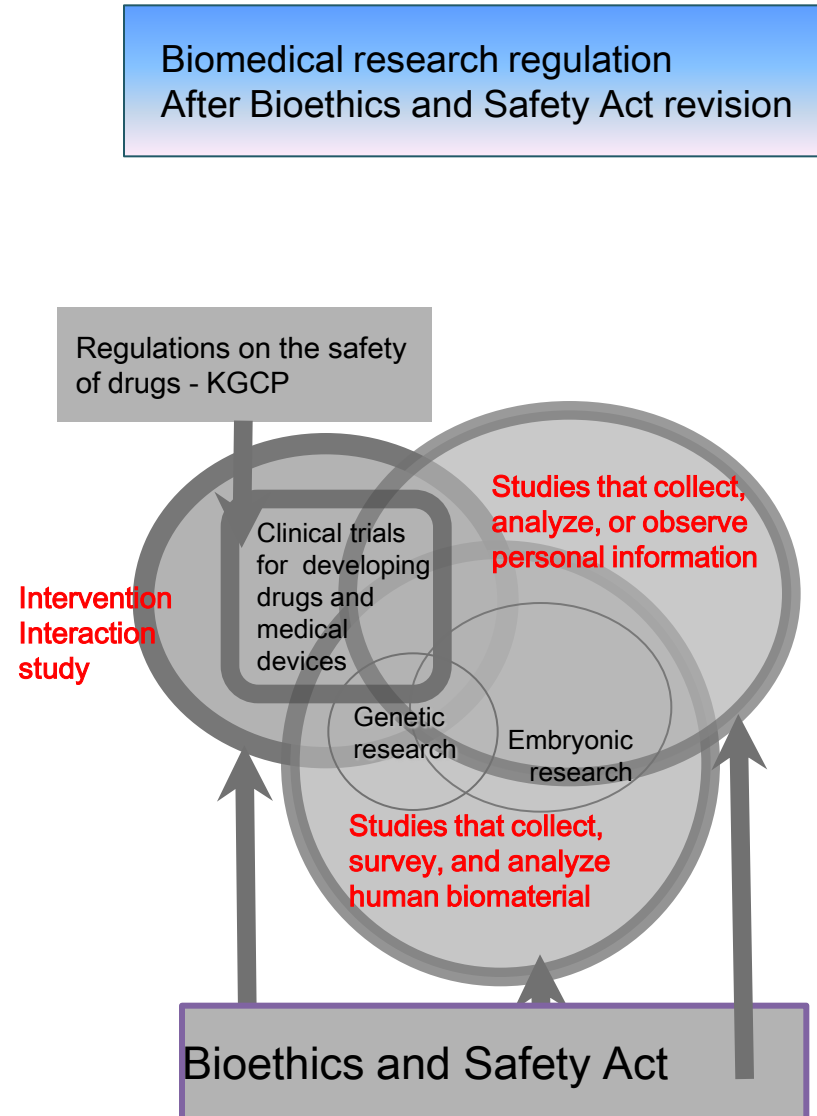 Biomedical research regulation
After Bioethics and Safety Act revision
Regulations on the safety
of drugs - KGCP
Studies that collect,
analyze, or observe
personal information
Clinical trials
for developing
drugs and
medical
devices
Intervention
Interaction
study
Genetic
research
Embryonic
research
Studies that collect,
survey, and analyze
human biomaterial
Bioethics and Safety Act